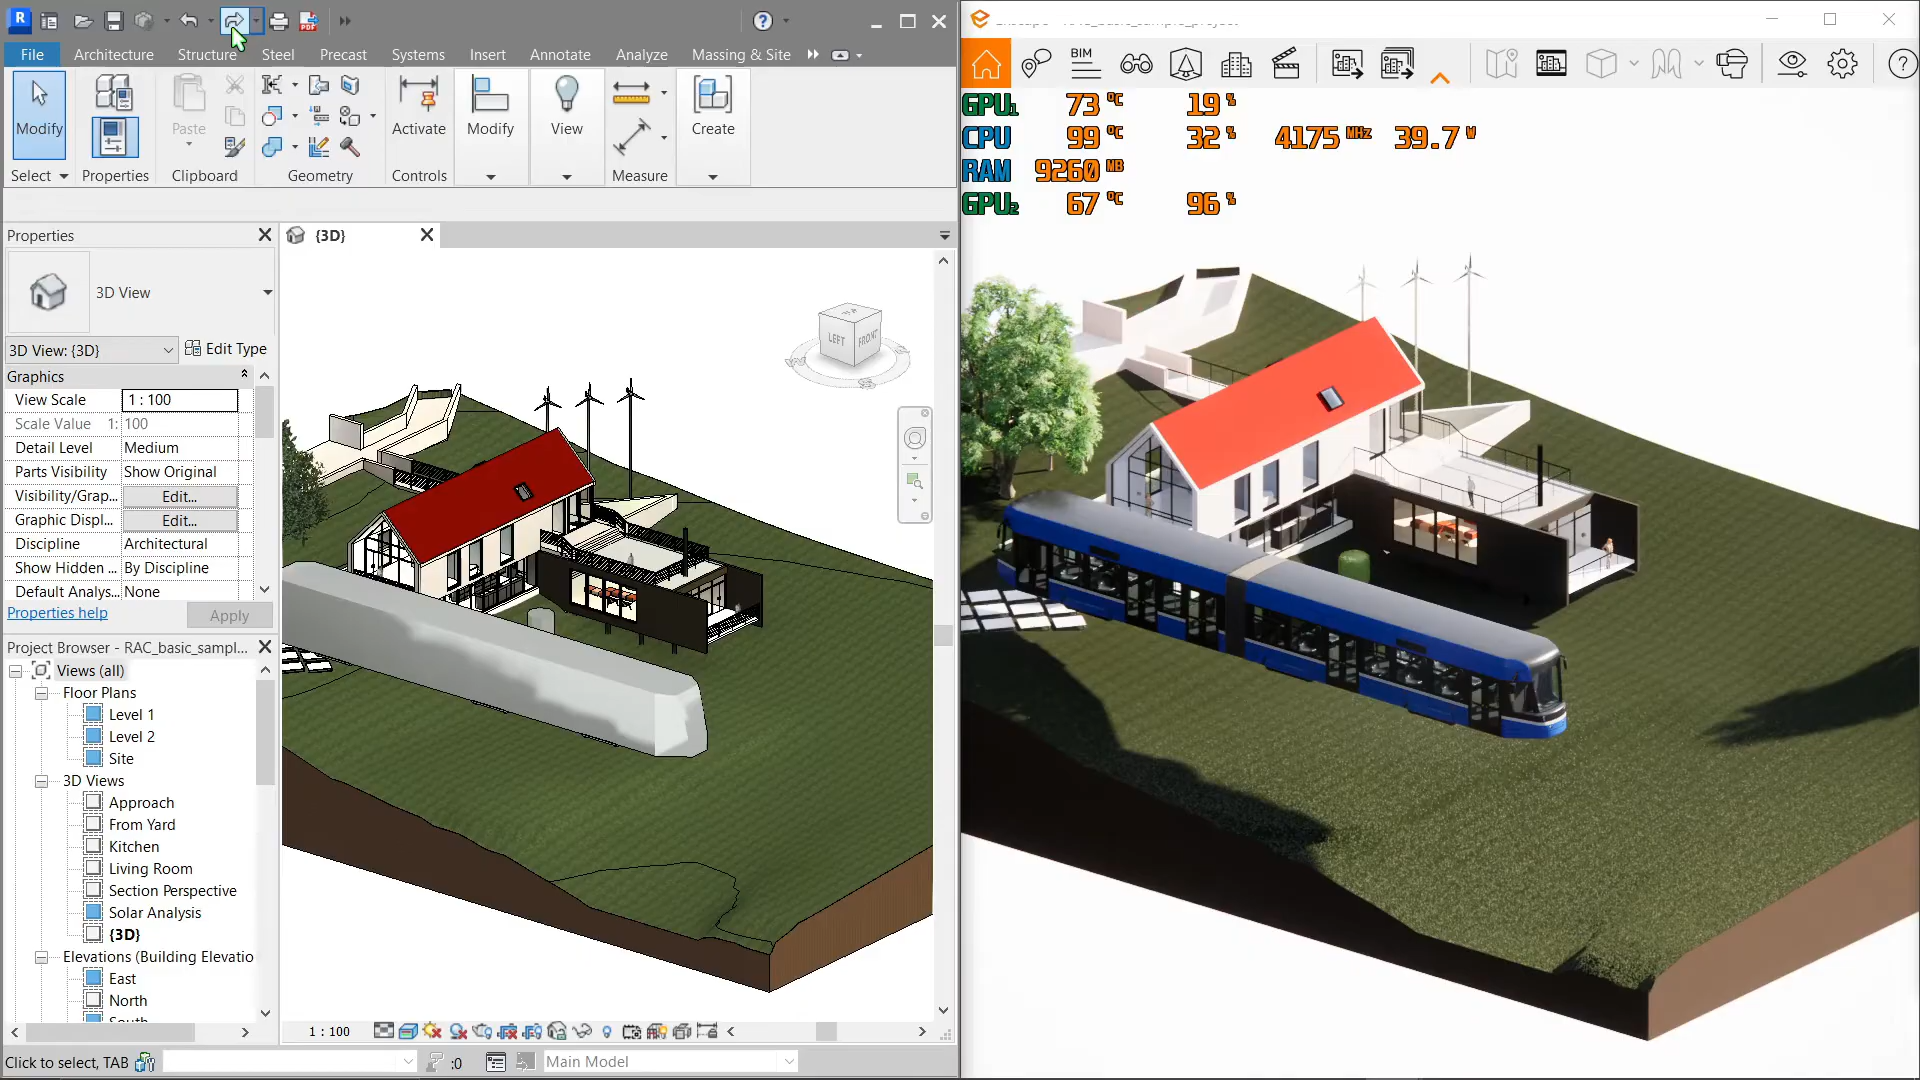 R
PDF
?
File Architecture Structure Steel Precast Systems Insert Annotate Analyze Massing & Site
Modify
Paste
Activate
Modify
View
Create
Select Properties Clipboard Geometry Controls Measure
Properties
3D View
3D View: {3D}
Edit Type
Graphics
View Scale 1 : 100
Scale Value 1: 100
Detail Level Medium
Parts Visibility Show Original
Visibility/Grap... Edit...
Graphic Displ... Edit...
Discipline Architectural
Show Hidden ... By Discipline
Default Analys... None
Properties help
Apply
Project Browser - RAC_basic_sampl...
Views (all)
Floor Plans
Level 1
Level 2
Site
3D Views
Approach
From Yard
Kitchen
Living Room
Section Perspective
Solar Analysis
{3D}
Elevations (Building Elevatio
East
North
South
{3D}
LEFT
FRONT
1 : 100
Click to select, TAB
:0
Main Model
BIM
?
GPU1 73 °C 19 %
CPU 99 °C 32 % 4175 MHz 39.7 W
RAM 9260 MB
GPU2 67 °C 96 %